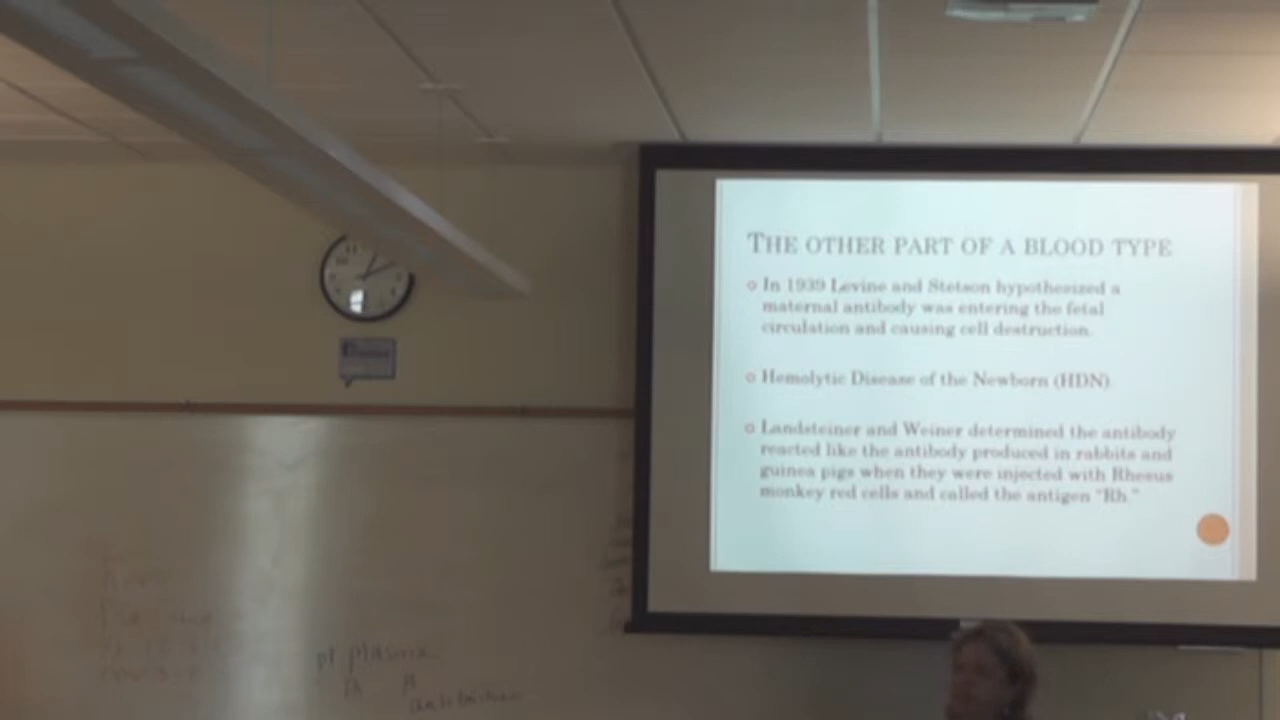 THE OTHER PART OF A BLOOD TYPE
In 1939 Levine and Stetson hypothesized a
maternal antibody was entering the fetal
circulation and causing cell destruction.
Hemolytic Disease of the Newborn (HDN)
Landsteiner and Weiner determined the antibody
reacted like the antibody produced in rabbits and
guinea pigs when they were injected with Rhesus
monkey red cells and called the antigen "Rh."
pt plasma